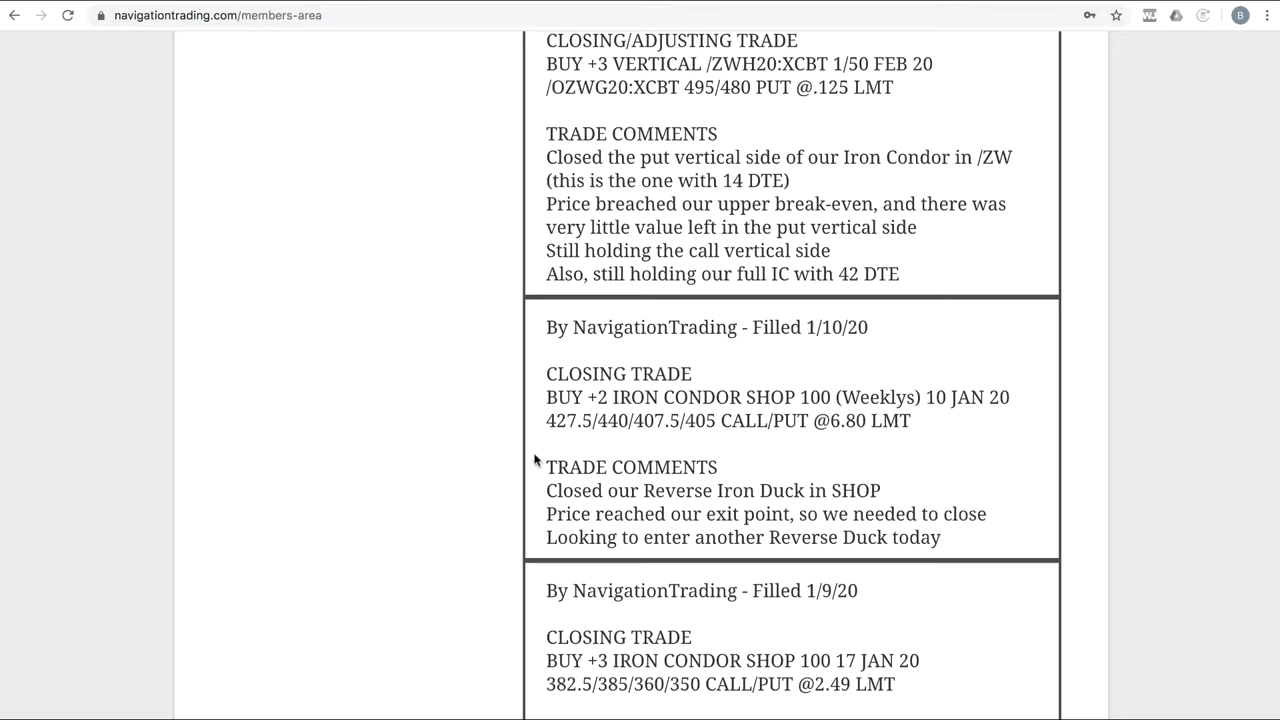 navigationtrading.com/members-area
B
CLOSING/ADJUSTING TRADE
BUY +3 VERTICAL /ZWH20:XCBT 1/50 FEB 20
/OZWG20:XCBT 495/480 PUT @.125 LMT
TRADE COMMENTS
Closed the put vertical side of our Iron Condor in /ZW
(this is the one with 14 DTE)
Price breached our upper break-even, and there was
very little value left in the put vertical side
Still holding the call vertical side
Also, still holding our full IC with 42 DTE
By NavigationTrading - Filled 1/10/20
CLOSING TRADE
BUY +2 IRON CONDOR SHOP 100 (Weeklys) 10 JAN 20
427.5/440/407.5/405 CALL/PUT @6.80 LMT
TRADE COMMENTS
Closed our Reverse Iron Duck in SHOP
Price reached our exit point, so we needed to close
Looking to enter another Reverse Duck today
By NavigationTrading - Filled 1/9/20
CLOSING TRADE
BUY +3 IRON CONDOR SHOP 100 17 JAN 20
382.5/385/360/350 CALL/PUT @2.49 LMT